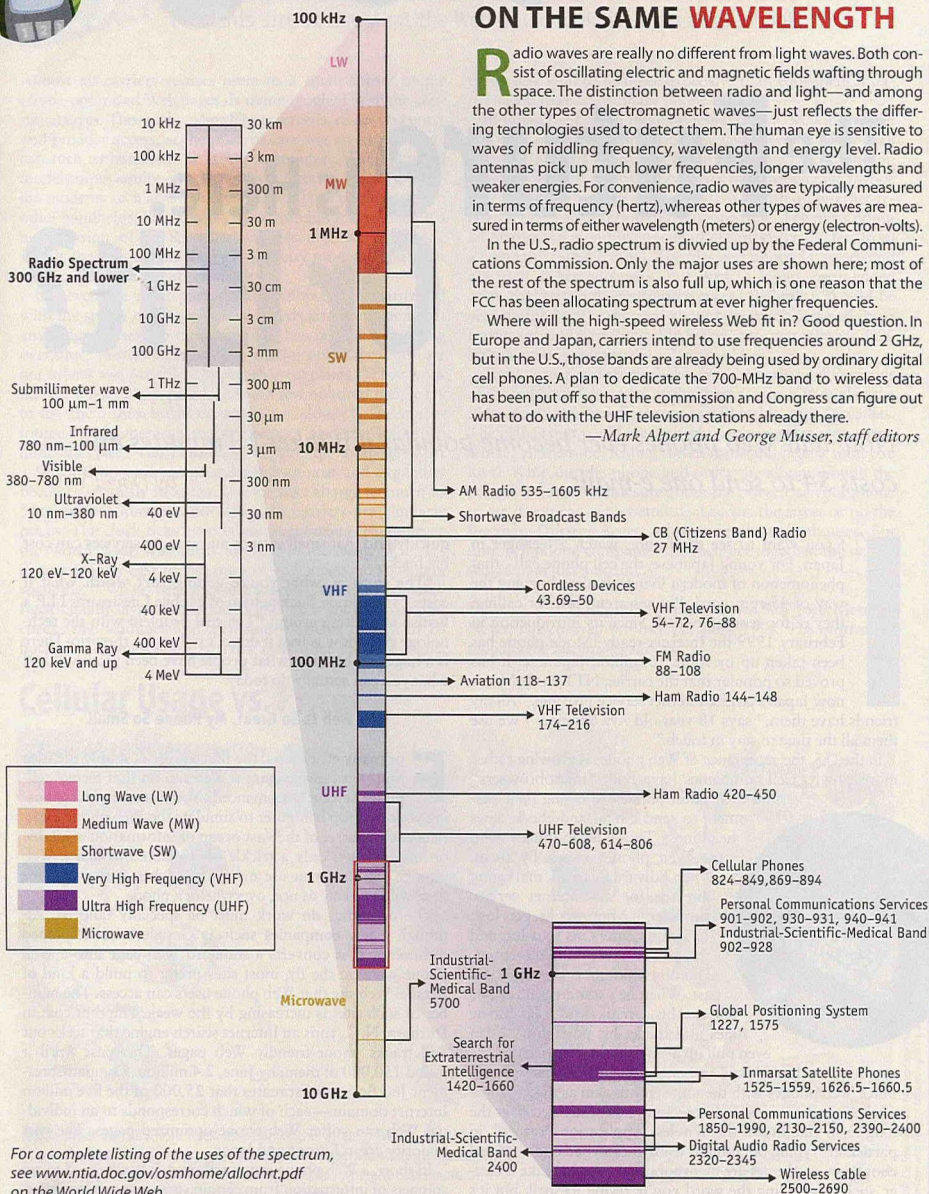 ON THE SAME WAVELENGTH
Radio waves are really no different from light waves. Both con-
sist of oscillating electric and magnetic fields wafting through
space. The distinction between radio and light—and among
the other types of electromagnetic waves—just reflects the differ-
ing technologies used to detect them. The human eye is sensitive to
waves of middling frequency, wavelength and energy level. Radio
antennas pick up much lower frequencies, longer wavelengths and
weaker energies. For convenience, radio waves are typically measured
in terms of frequency (hertz), whereas other types of waves are mea-
sured in terms of either wavelength (meters) or energy (electron-volts).
In the U.S., radio spectrum is divvied up by the Federal Communi-
cations Commission. Only the major uses are shown here; most of
the rest of the spectrum is also full up, which is one reason that the
FCC has been allocating spectrum at ever higher frequencies.
Where will the high-speed wireless Web fit in? Good question. In
Europe and Japan, carriers intend to use frequencies around 2 GHz,
but in the U.S., those bands are already being used by ordinary digital
cell phones. A plan to dedicate the 700-MHz band to wireless data
has been put off so that the commission and Congress can figure out
what to do with the UHF television stations already there.
—Mark Alpert and George Musser, staff editors
10 kHz
100 kHz
1 MHz
10 MHz
100 MHz
1 GHz
10 GHz
100 GHz
1 THz
40 eV
400 eV
4 keV
40 keV
400 keV
4 MeV
30 km
3 km
300 m
30 m
3 m
30 cm
3 cm
3 mm
300 µm
30 µm
3 µm
300 nm
30 nm
3 nm
Radio Spectrum
300 GHz and lower
Submillimeter wave
100 µm–1 mm
Infrared
780 nm–100 µm
Visible
380–780 nm
Ultraviolet
10 nm–380 nm
X-Ray
120 eV–120 keV
Gamma Ray
120 keV and up
100 kHz
LW
MW
1 MHz
SW
10 MHz
VHF
100 MHz
UHF
1 GHz
Microwave
10 GHz
AM Radio 535–1605 kHz
Shortwave Broadcast Bands
CB (Citizens Band) Radio
27 MHz
Cordless Devices
43.69–50
VHF Television
54–72, 76–88
FM Radio
88–108
Aviation 118–137
Ham Radio 144–148
VHF Television
174–216
Ham Radio 420–450
UHF Television
470–608, 614–806
Long Wave (LW)
Medium Wave (MW)
Shortwave (SW)
Very High Frequency (VHF)
Ultra High Frequency (UHF)
Microwave
Cellular Phones
824–849,869–894
Personal Communications Services
901–902, 930–931, 940–941
Industrial-Scientific-Medical Band
902–928
Industrial-
Scientific-
Medical Band
5700
1 GHz
Global Positioning System
1227, 1575
Search for
Extraterrestrial
Intelligence
1420–1660
Inmarsat Satellite Phones
1525–1559, 1626.5–1660.5
Personal Communications Services
1850–1990, 2130–2150, 2390–2400
Digital Audio Radio Services
2320–2345
Industrial-Scientific-
Medical Band
2400
Wireless Cable
2500–2690
For a complete listing of the uses of the spectrum,
see www.ntia.doc.gov/osmhome/allochrt.pdf
on the World Wide Web.